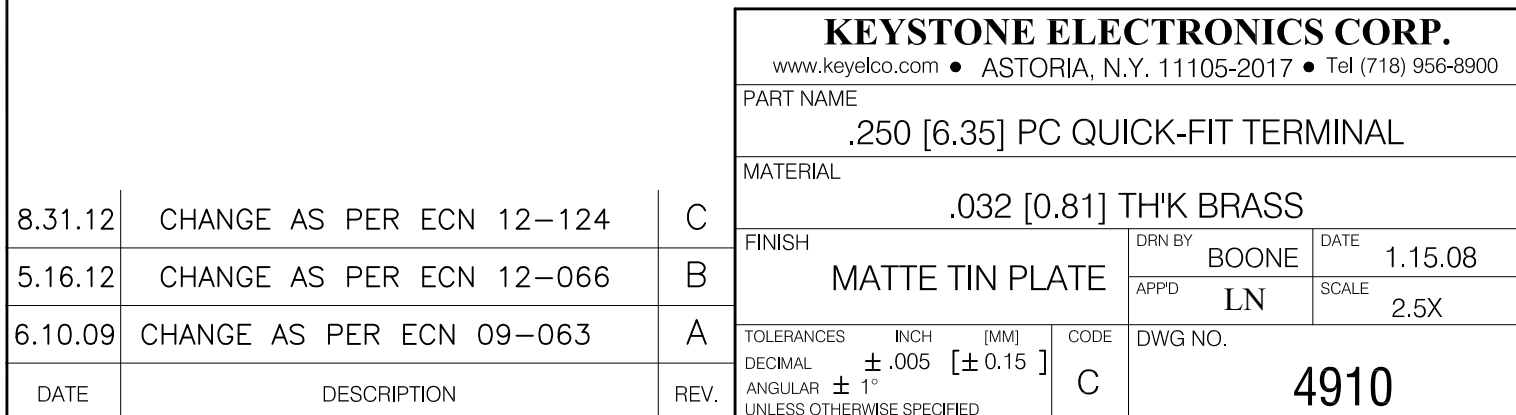 KEYSTONE ELECTRONICS CORP.
www.keyelco.com ● ASTORIA, N.Y. 11105-2017 ● Tel (718) 956-8900
PART NAME
.250 [6.35] PC QUICK-FIT TERMINAL
MATERIAL
.032 [0.81] TH'K BRASS
FINISH
MATTE TIN PLATE
DRN BY BOONE
DATE 1.15.08
APP'D LN
SCALE 2.5X
TOLERANCES INCH [MM]
DECIMAL ± .005 [± 0.15 ]
ANGULAR ± 1°
UNLESS OTHERWISE SPECIFIED
CODE
C
DWG NO.
4910
8.31.12 CHANGE AS PER ECN 12-124 C
5.16.12 CHANGE AS PER ECN 12-066 B
6.10.09 CHANGE AS PER ECN 09-063 A
DATE DESCRIPTION REV.